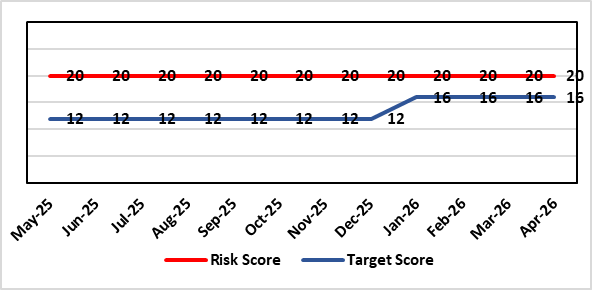 20 20 20 20 20 20 20 20 20 20 20 20
16 16 16 16
12 12 12 12 12 12 12 12
May-25 Jun-25 Jul-25 Aug-25 Sep-25 Oct-25 Nov-25 Dec-25 Jan-26 Feb-26 Mar-26 Apr-26
Risk Score Target Score